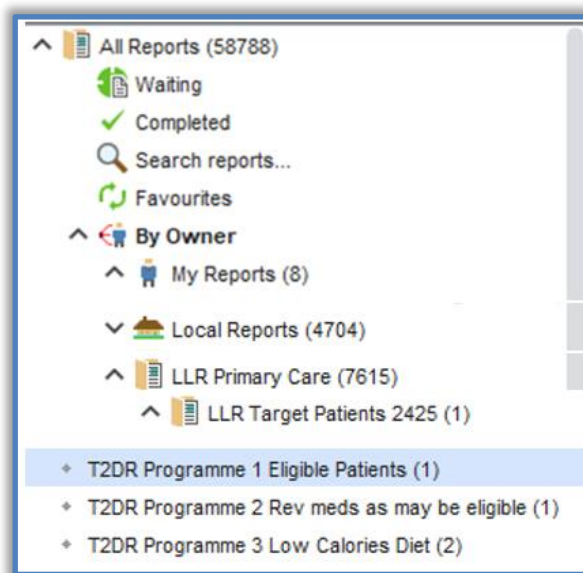 All Reports (58788)
Waiting
Completed
Search reports...
Favourites
By Owner
My Reports (8)
Local Reports (4704)
LLR Primary Care (7615)
LLR Target Patients 2425 (1)
T2DR Programme 1 Eligible Patients (1)
T2DR Programme 2 Rev meds as may be eligible (1)
T2DR Programme 3 Low Calories Diet (2)